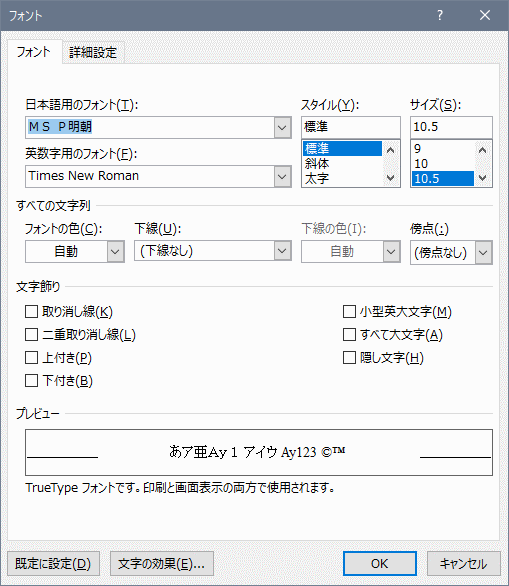 フォント
? ×
フォント 詳細設定
日本語用のフォント(T): スタイル(Y): サイズ(S):
ＭＳ Ｐ明朝 標準 10.5
標準 9
英数字用のフォント(F): 斜体 10
Times New Roman 太字 10.5
すべての文字列
フォントの色(C): 下線(U): 下線の色(I): 傍点(:)
自動 (下線なし) 自動 (傍点なし)
文字飾り
取り消し線(K) 小型英大文字(M)
二重取り消し線(L) すべて大文字(A)
上付き(P) 隠し文字(H)
下付き(B)
プレビュー
あア亜Ay１アイウ Ay123 ©™
TrueType フォントです。印刷と画面表示の両方で使用されます。
既定に設定(D) 文字の効果(E)... OK キャンセル